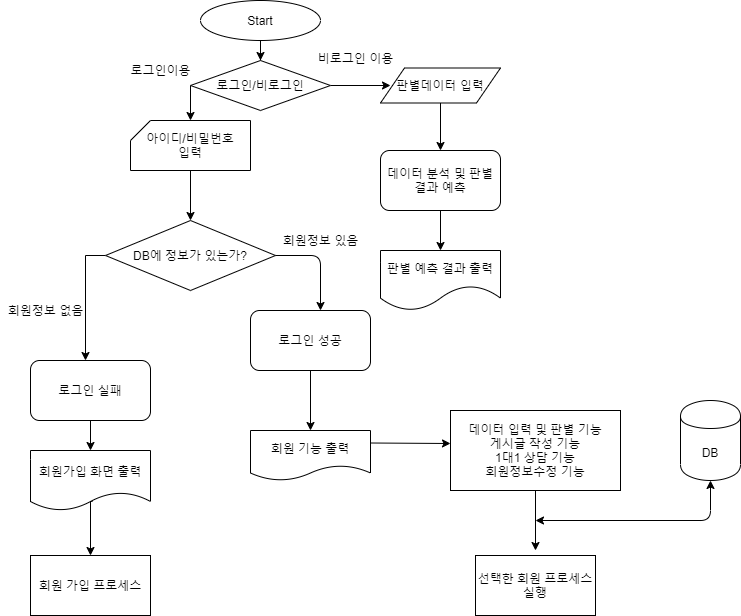 Start
비로그인 이용
로그인이용
로그인/비로그인
판별데이터 입력
아이디/비밀번호
입력
데이터 분석 및 판별
결과 예측
회원정보 있음
DB에 정보가 있는가?
판별 예측 결과 출력
회원정보 없음
로그인 성공
로그인 실패
회원 기능 출력
데이터 입력 및 판별 기능
게시글 작성 기능
1대1 상담 기능
회원정보수정 기능
DB
회원가입 화면 출력
회원 가입 프로세스
선택한 회원 프로세스
실행